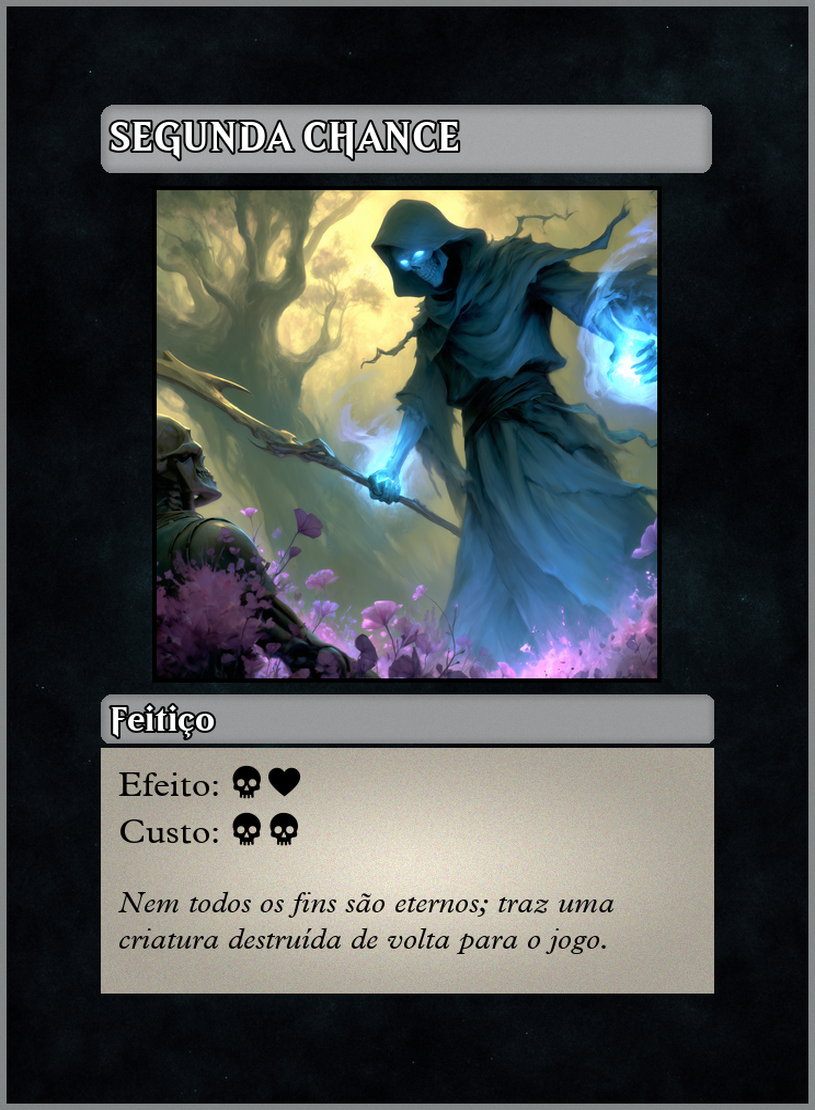 SEGUNDA CHANCE
Feitiço
Efeito: 💀♥
Custo: 💀💀
Nem todos os fins são eternos; traz uma
criatura destruída de volta para o jogo.